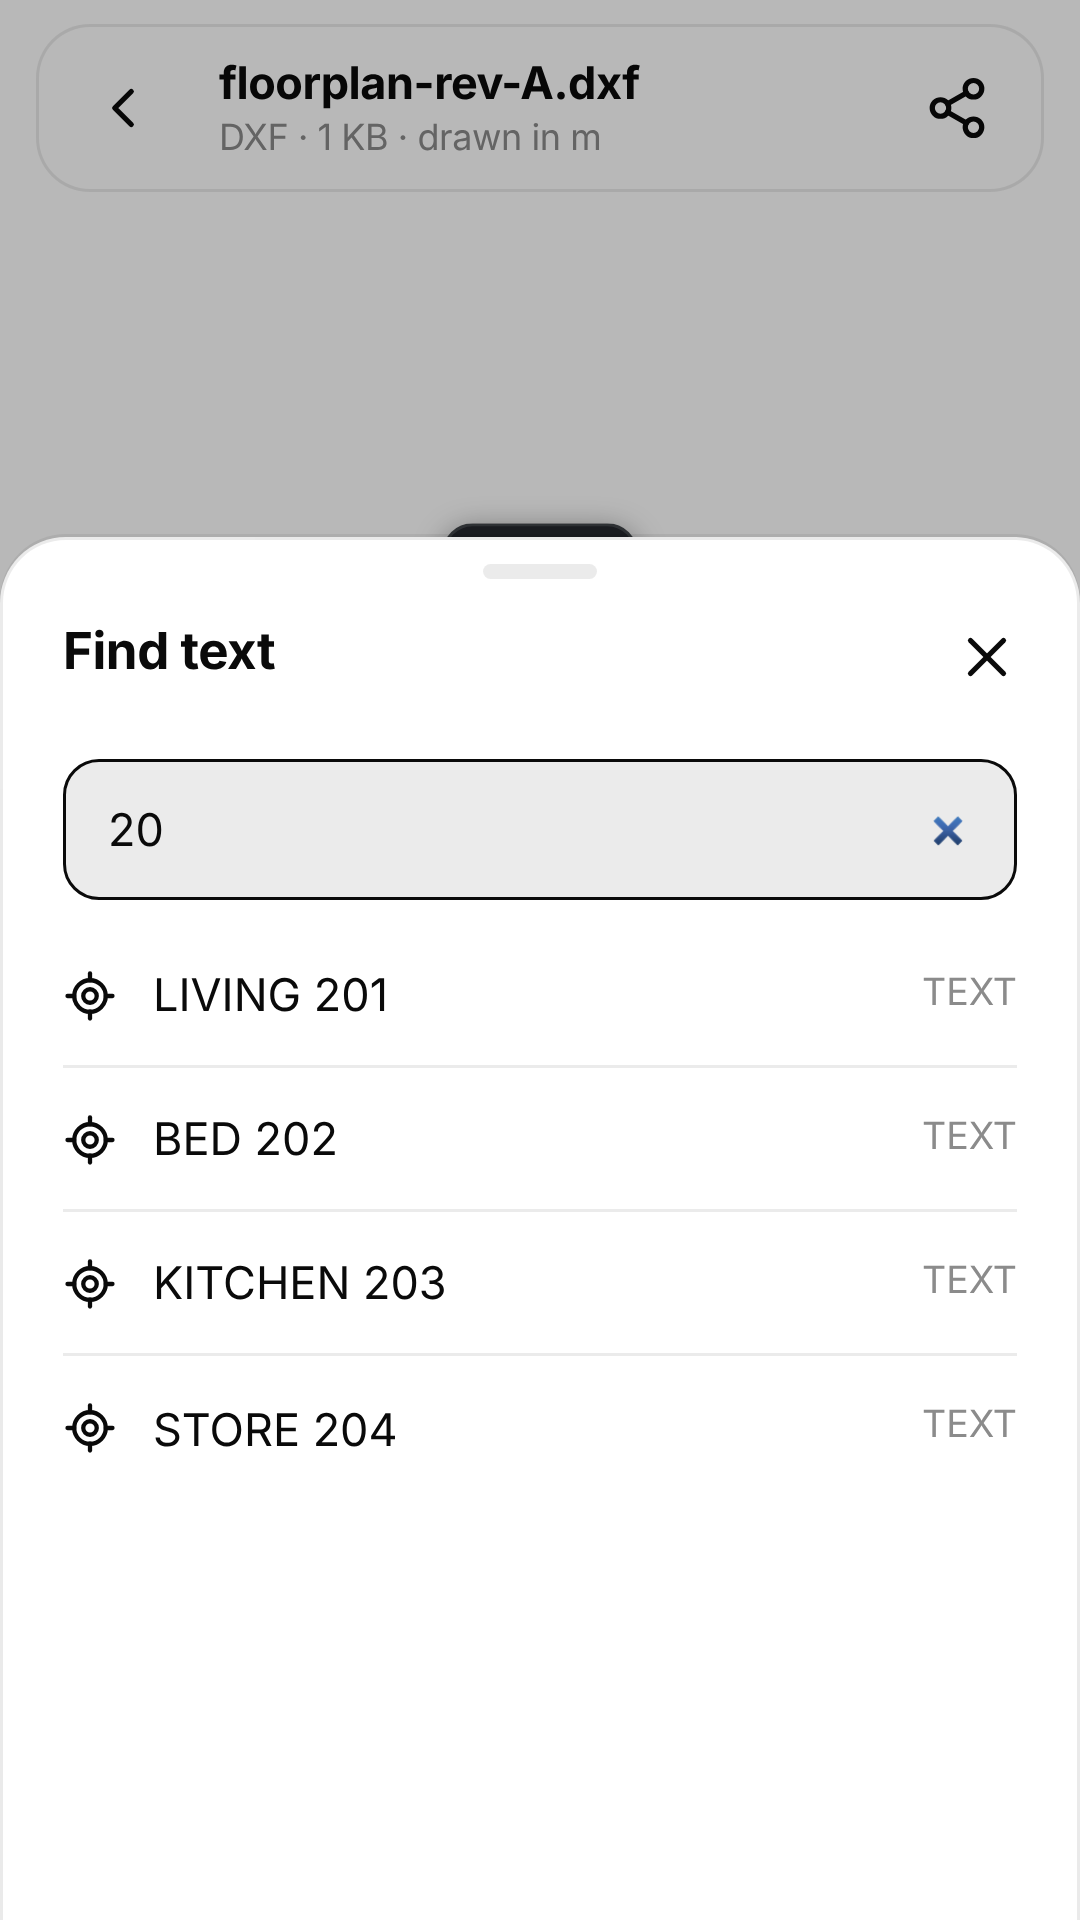 floorplan-rev-A.dxf
DXF · 1 KB · drawn in m
Find text
20
LIVING 201 TEXT
BED 202 TEXT
KITCHEN 203 TEXT
STORE 204 TEXT